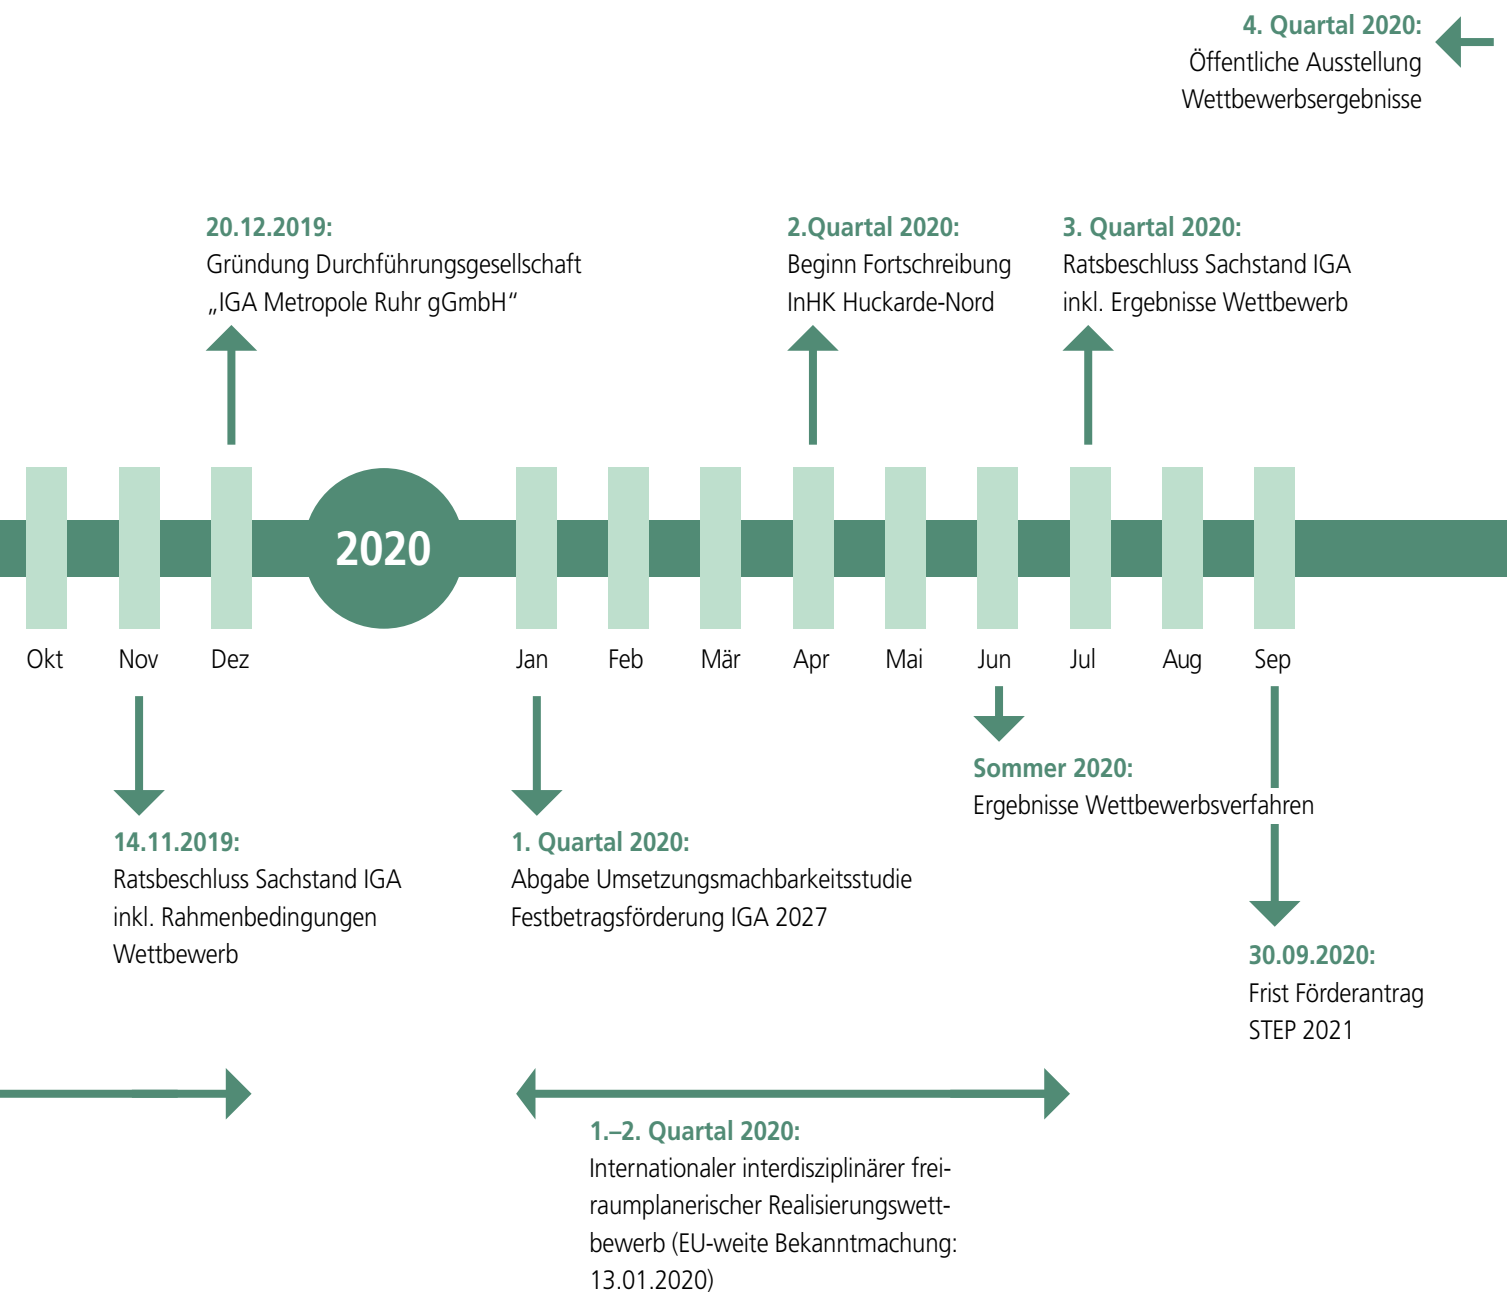 4. Quartal 2020:
Öffentliche Ausstellung
Wettbewerbsergebnisse
20.12.2019:
Gründung Durchführungsgesellschaft
„IGA Metropole Ruhr gGmbH“
2.Quartal 2020:
Beginn Fortschreibung
InHK Huckarde-Nord
3. Quartal 2020:
Ratsbeschluss Sachstand IGA
inkl. Ergebnisse Wettbewerb
2020
Okt Nov Dez Jan Feb Mär Apr Mai Jun Jul Aug Sep
14.11.2019:
Ratsbeschluss Sachstand IGA
inkl. Rahmenbedingungen
Wettbewerb
1. Quartal 2020:
Abgabe Umsetzungsmachbarkeitsstudie
Festbetragsförderung IGA 2027
Sommer 2020:
Ergebnisse Wettbewerbsverfahren
30.09.2020:
Frist Förderantrag
STEP 2021
1.–2. Quartal 2020:
Internationaler interdisziplinärer frei-
raumplanerischer Realisierungswett-
bewerb (EU-weite Bekanntmachung:
13.01.2020)